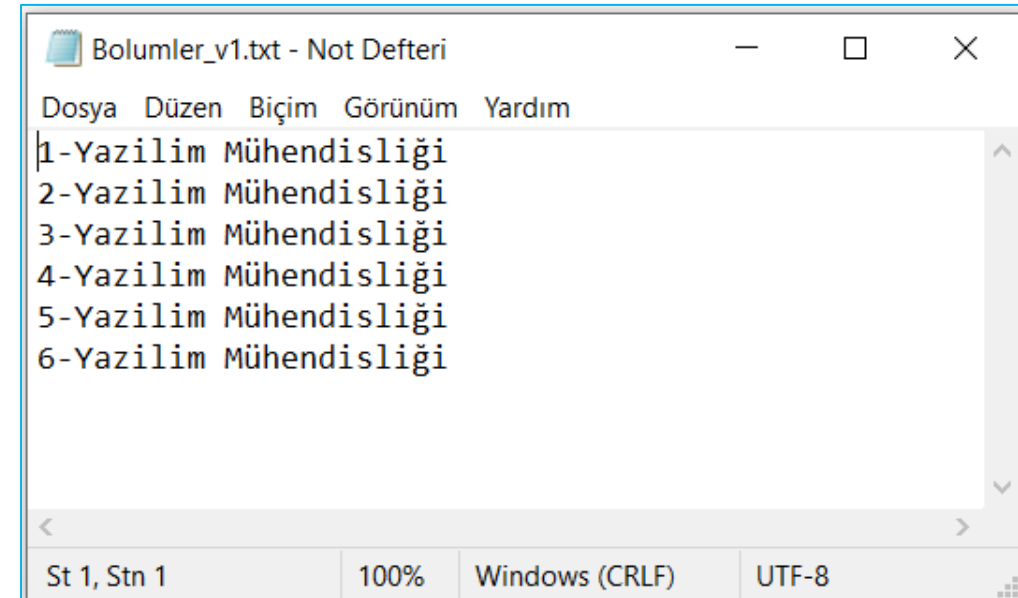 Bolumler_v1.txt - Not Defteri
Dosya Düzen Biçim Görünüm Yardım
1-Yazilim Mühendisliği
2-Yazilim Mühendisliği
3-Yazilim Mühendisliği
4-Yazilim Mühendisliği
5-Yazilim Mühendisliği
6-Yazilim Mühendisliği
St 1, Stn 1 100% Windows (CRLF) UTF-8